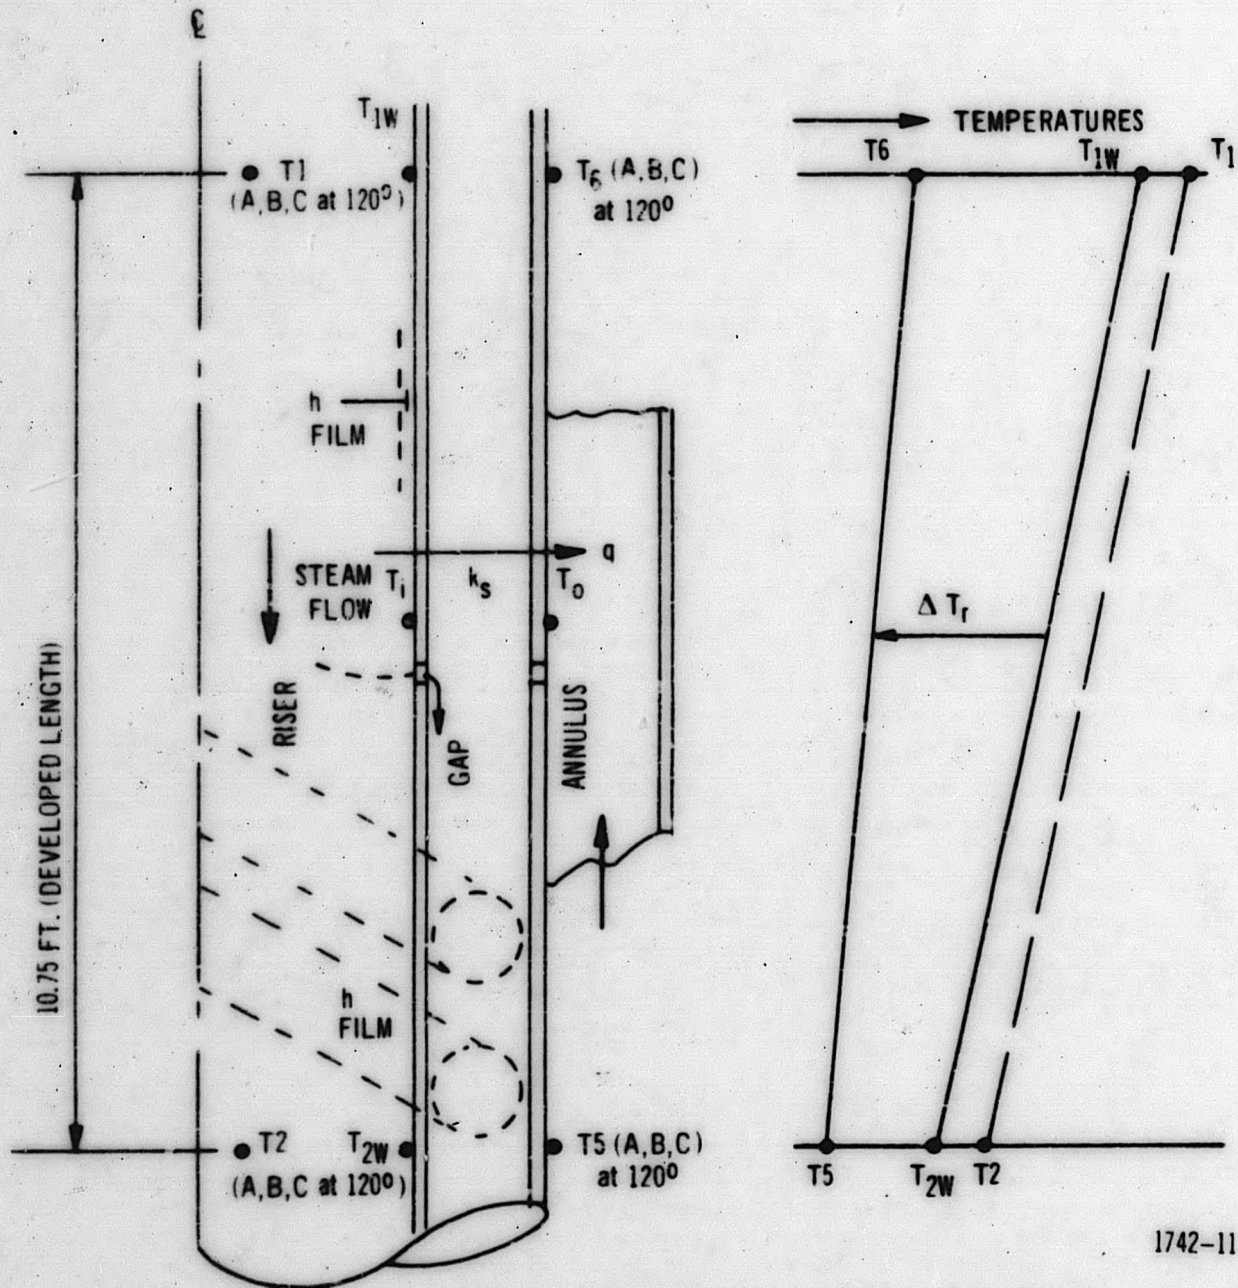 ℄
T1W
T1
(A,B,C at 120°)
T6 (A,B,C)
at 120°
h
FILM
q
STEAM
FLOW
Ti
ks
To
RISER
GAP
ANNULUS
10.75 FT. (DEVELOPED LENGTH)
h
FILM
T2
(A,B,C at 120°)
T2W
T5 (A,B,C)
at 120°
TEMPERATURES
T6
T1W
T1
Δ Tr
T5
T2W
T2
1742-11